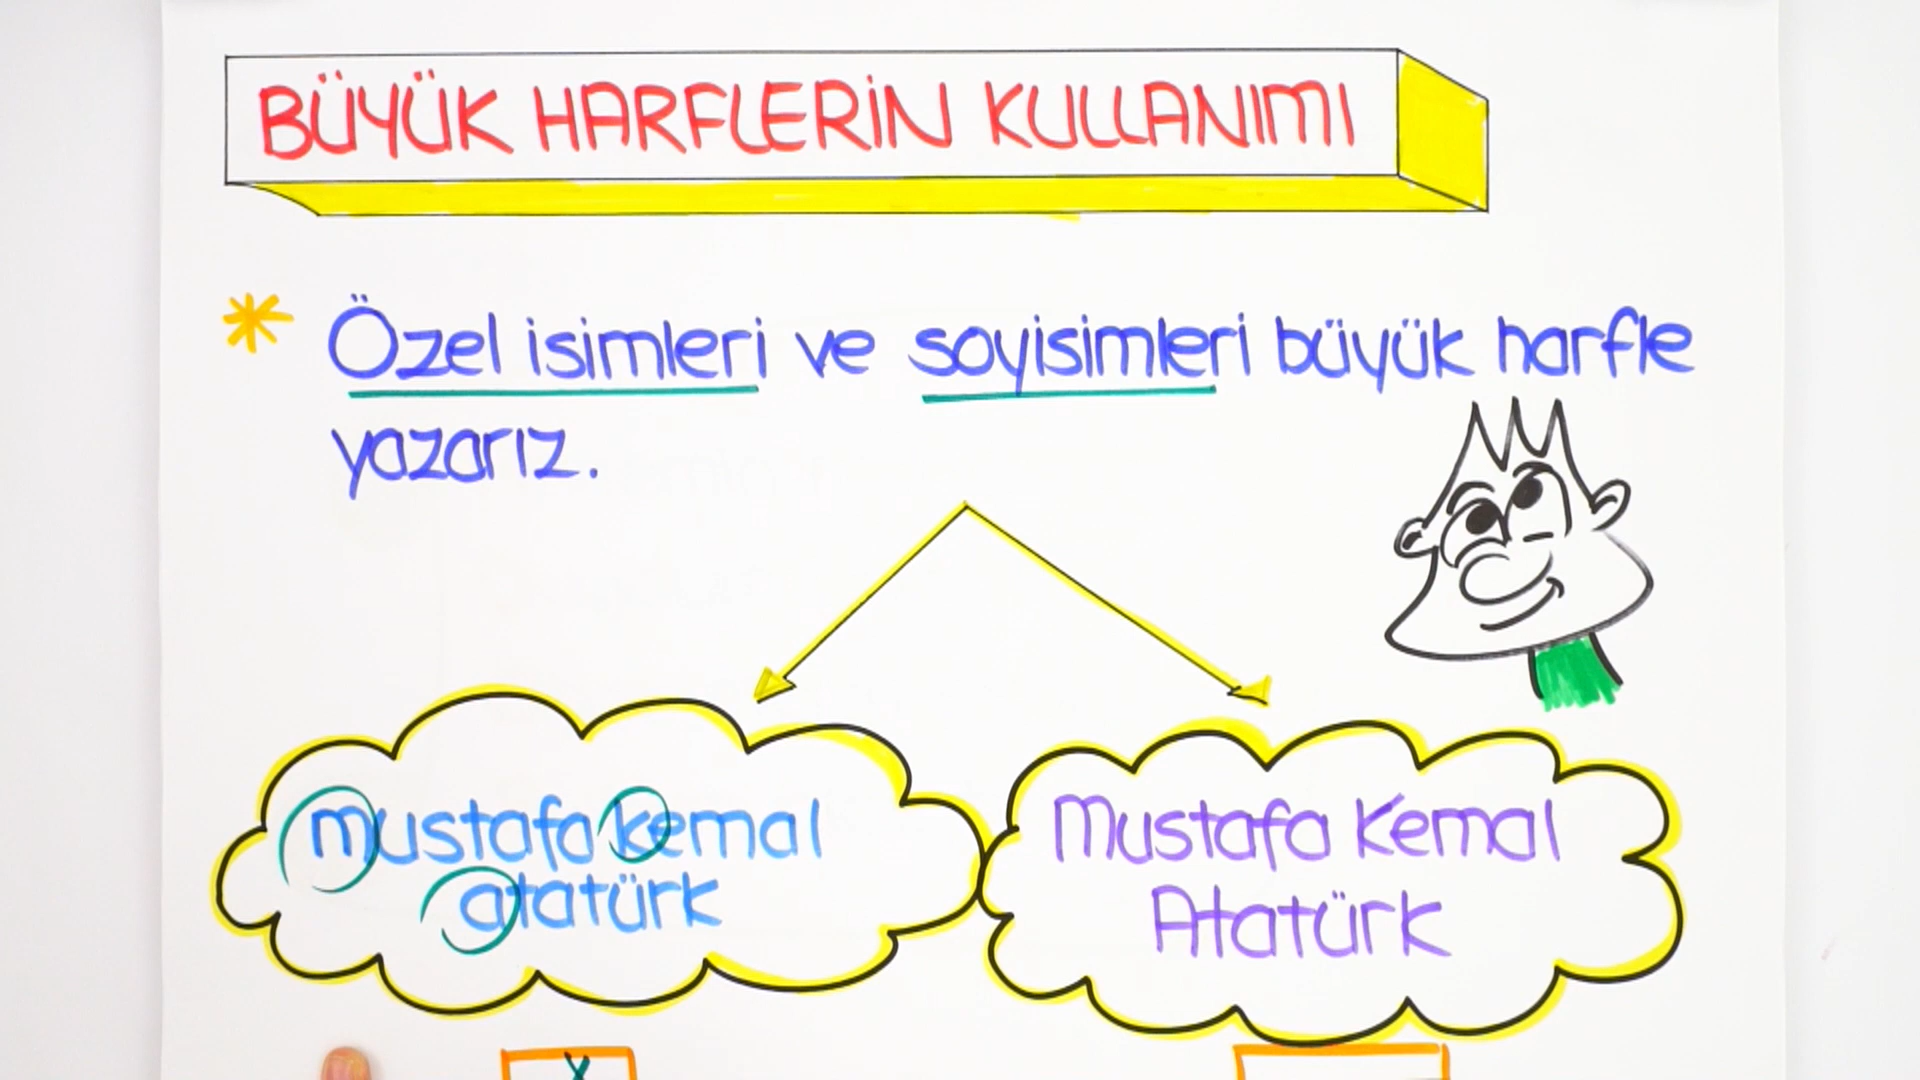 BÜYÜK HARFLERİN KULLANIMI
* Özel isimleri ve soyisimleri büyük harfle
yazarız.
mustafa kemal
atatürk
Mustafa Kemal
Atatürk
X